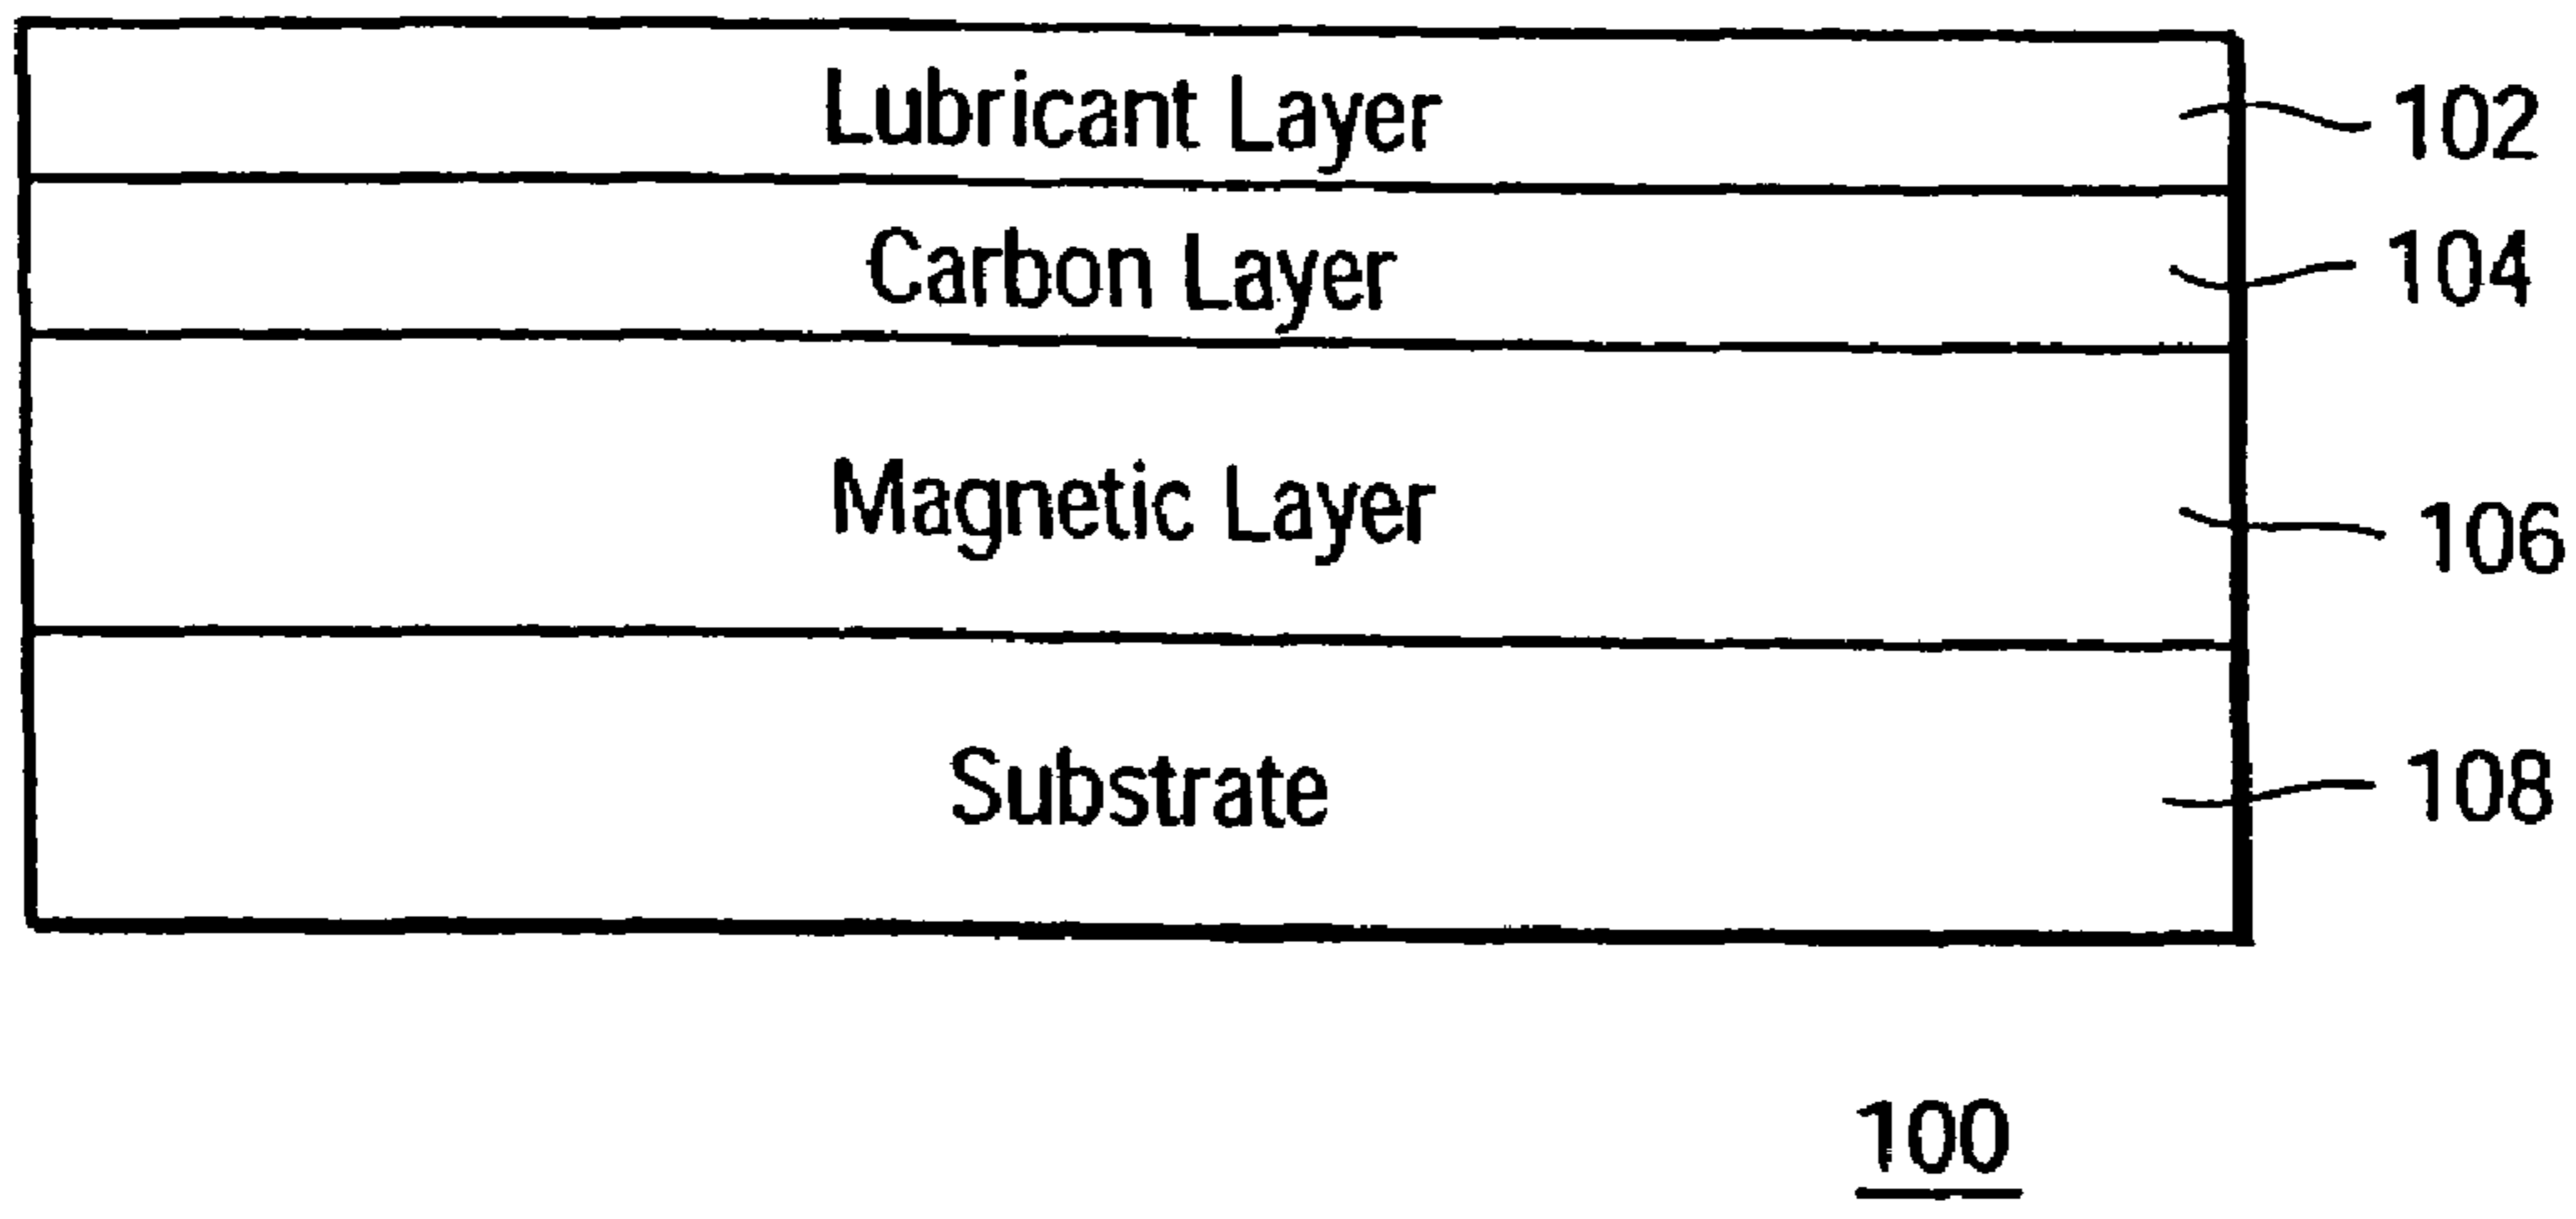 Lubricant Layer 102
Carbon Layer 104
Magnetic Layer 106
Substrate 108
100